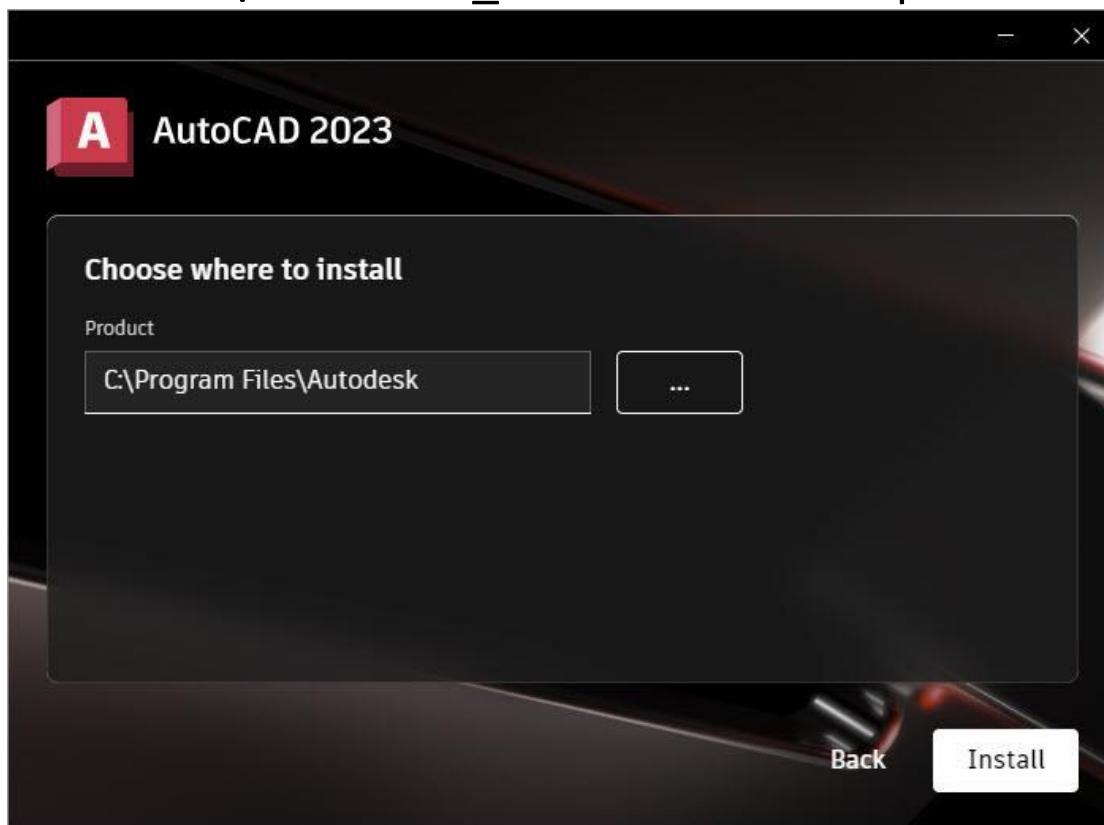 A AutoCAD 2023
Choose where to install
Product
C:\Program Files\Autodesk ...
Back Install